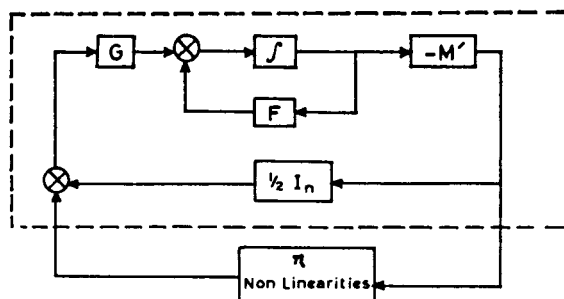 G
∫
-M′
F
½ In
π
Non Linearities